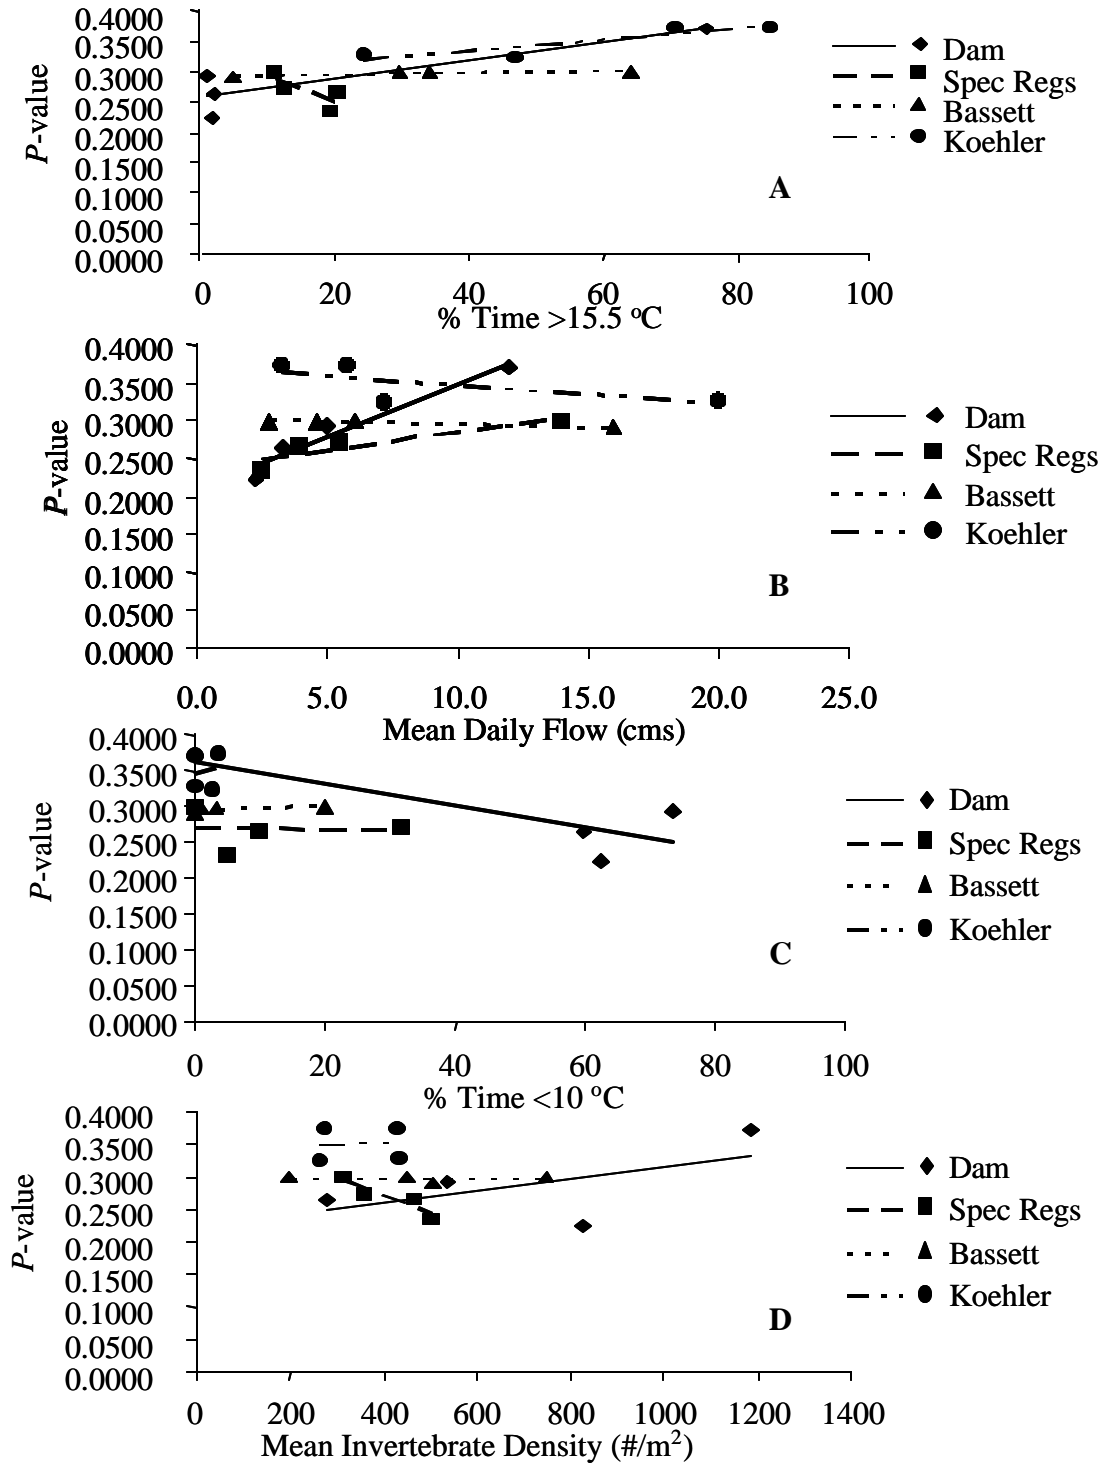 0.4000
0.3500
0.3000
0.2500
0.2000
0.1500
0.1000
0.0500
0.0000
P-value
0 20 40 60 80 100
% Time >15.5 ºC
A
Dam
Spec Regs
Bassett
Koehler
0.4000
0.3500
0.3000
0.2500
0.2000
0.1500
0.1000
0.0500
0.0000
P-value
0.0 5.0 10.0 15.0 20.0 25.0
Mean Daily Flow (cms)
B
Dam
Spec Regs
Bassett
Koehler
0.4000
0.3500
0.3000
0.2500
0.2000
0.1500
0.1000
0.0500
0.0000
P-value
0 20 40 60 80 100
% Time <10 ºC
C
Dam
Spec Regs
Bassett
Koehler
0.4000
0.3500
0.3000
0.2500
0.2000
0.1500
0.1000
0.0500
0.0000
P-value
0 200 400 600 800 1000 1200 1400
Mean Invertebrate Density (#/m²)
D
Dam
Spec Regs
Bassett
Koehler